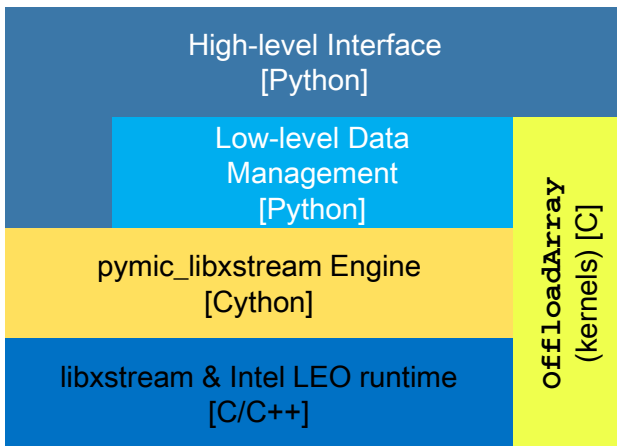 High-level Interface
[Python]
Low-level Data
Management
[Python]
pymic_libxstream Engine
[Cython]
libxstream & Intel LEO runtime
[C/C++]
OffloadArray
(kernels) [C]